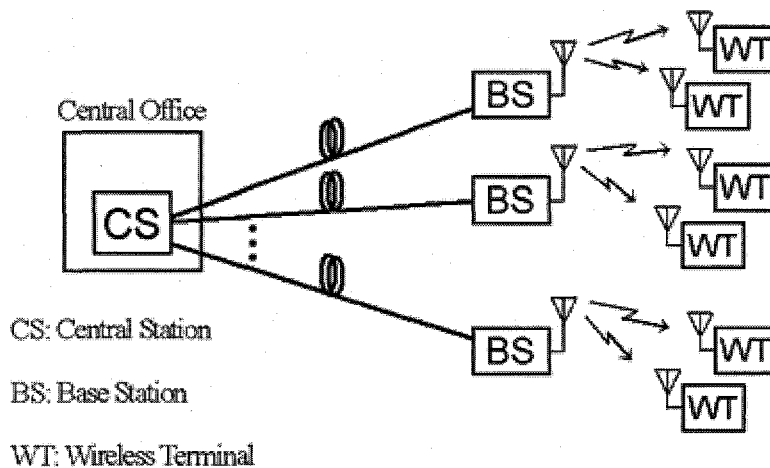 WT
WT
BS
Central Office
WT
BS
CS
WT
WT
BS
WT
CS: Central Station
BS: Base Station
WT: Wireless Terminal